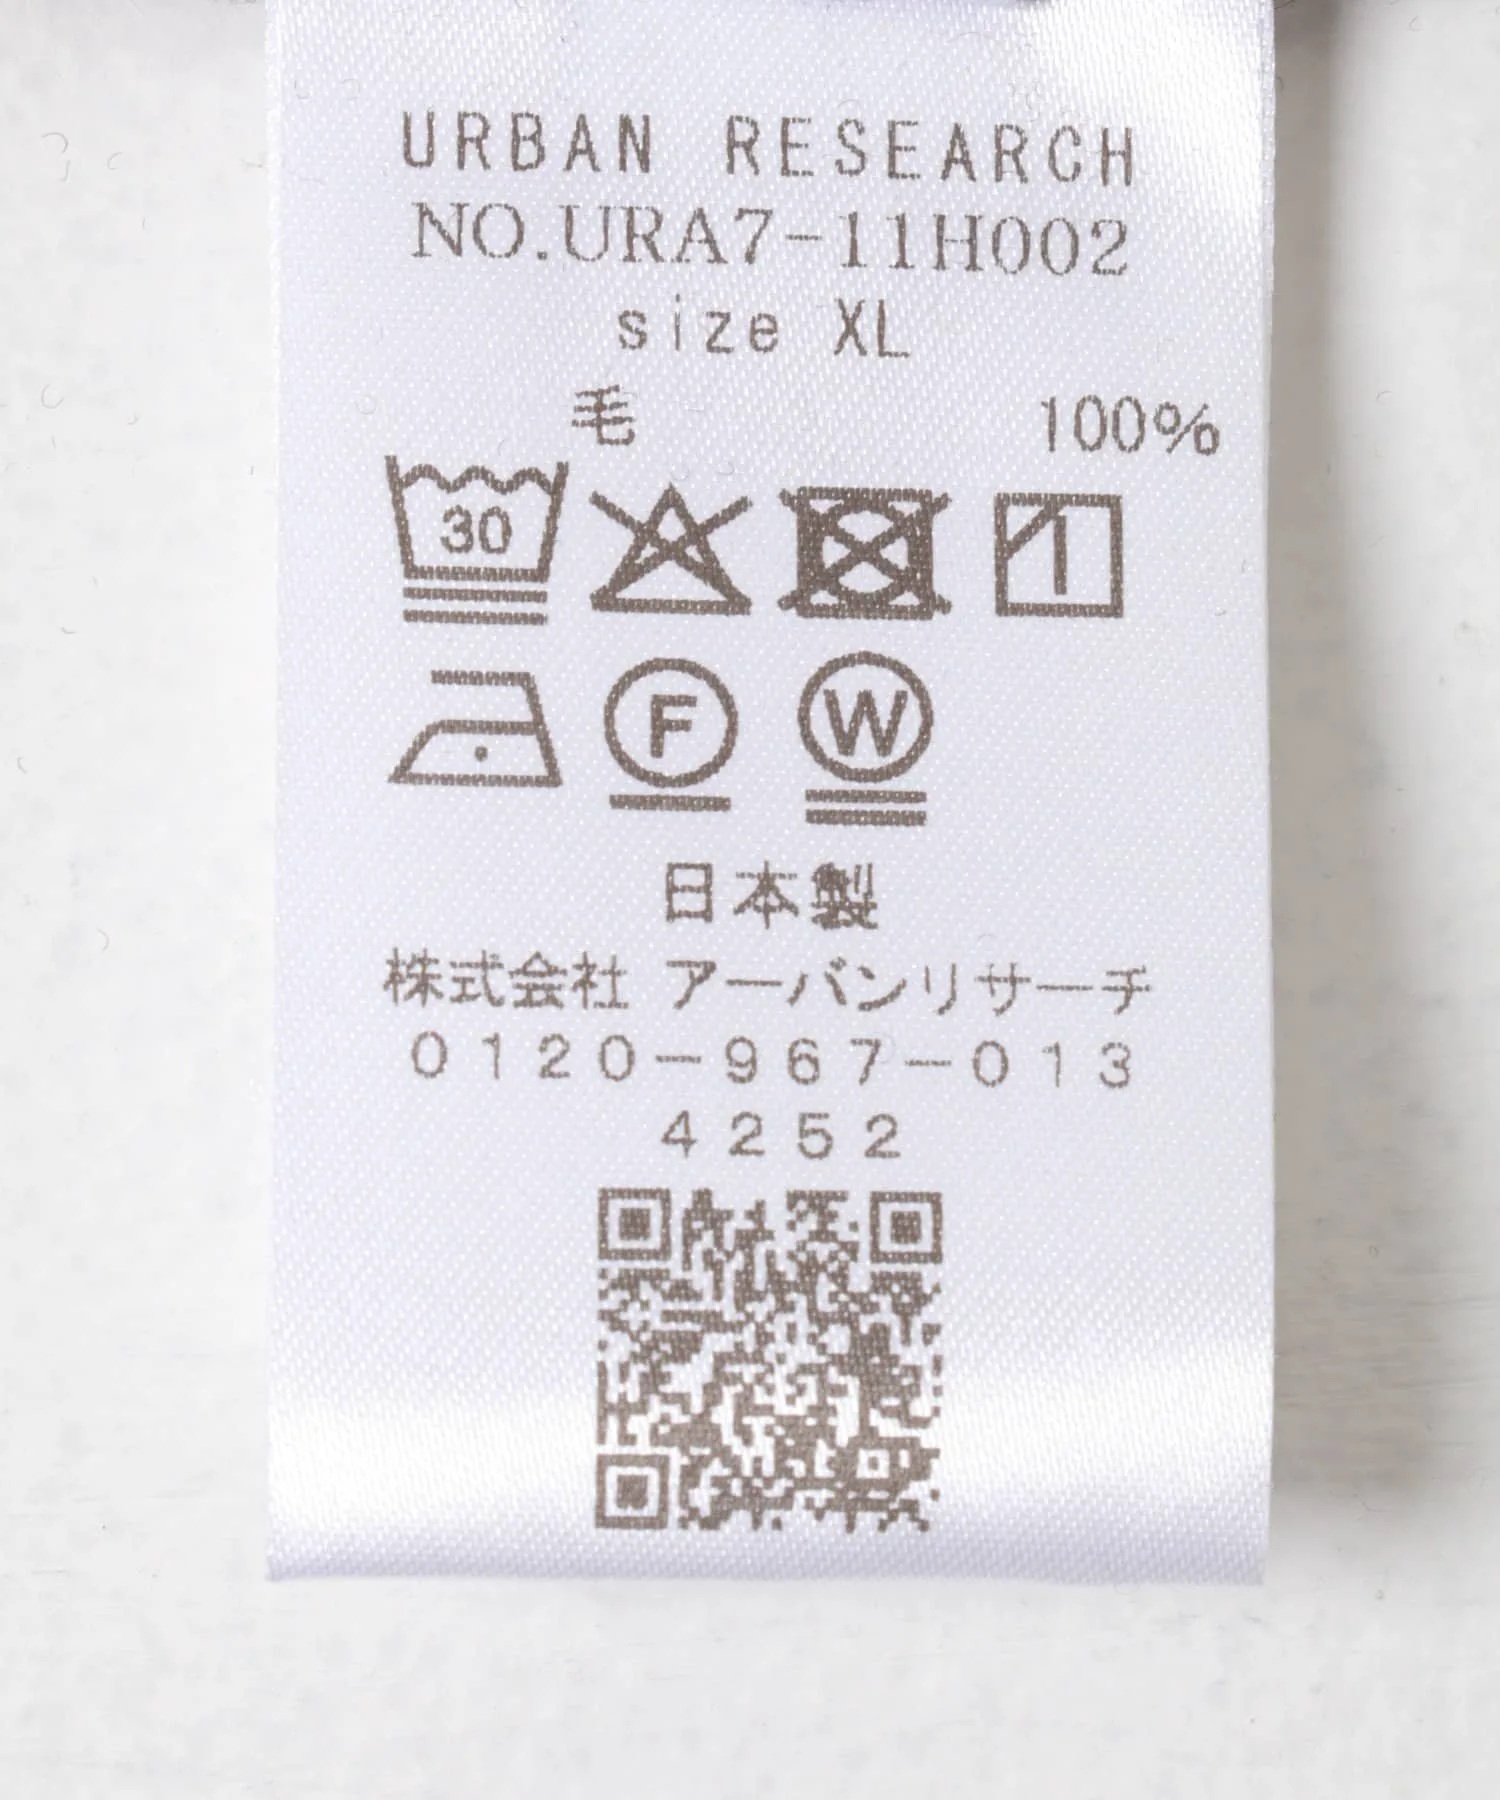 URBAN RESEARCH
NO.URA7-11H002
size XL
毛 100%
30
F W
日本製
株式会社 アーバンリサーチ
0120-967-013
4252